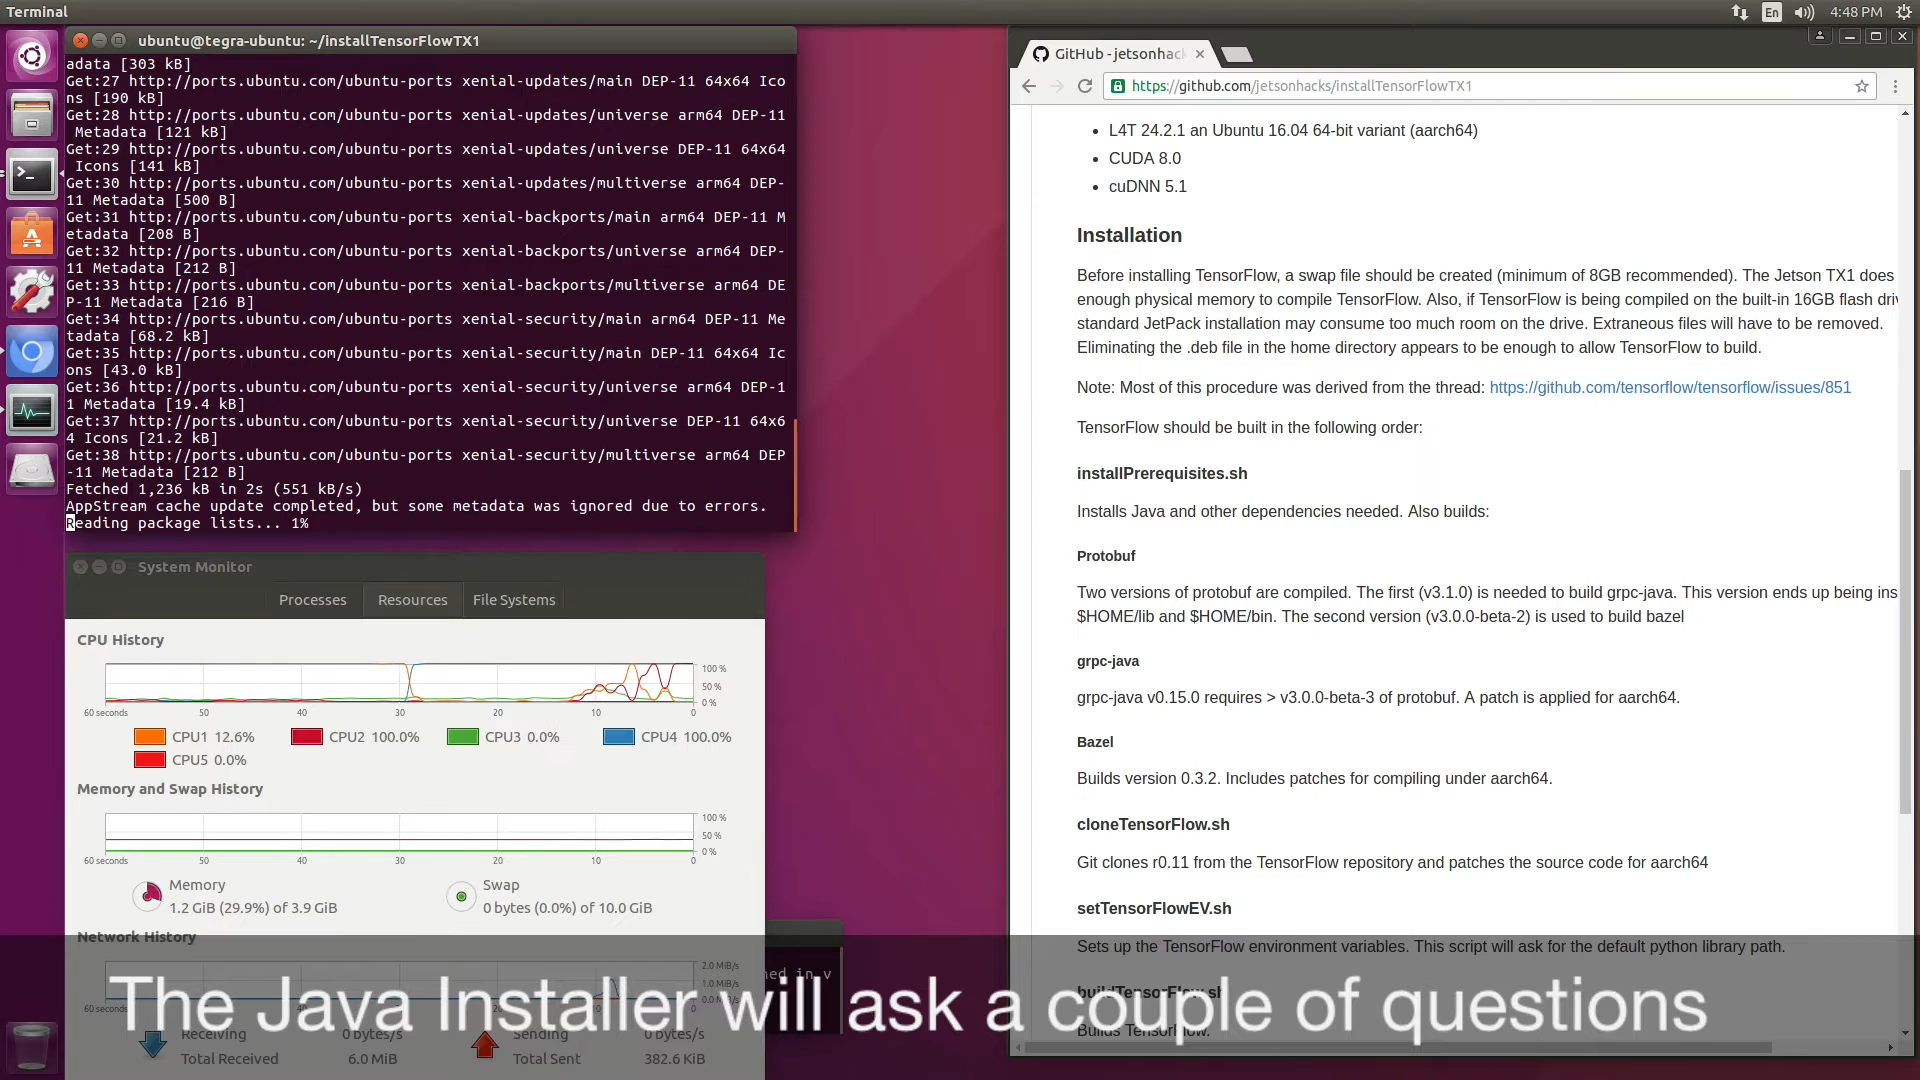 Terminal
En
4:48 PM
ubuntu@tegra-ubuntu: ~/installTensorFlowTX1
adata [303 kB]
Get:27 http://ports.ubuntu.com/ubuntu-ports xenial-updates/main DEP-11 64x64 Ico
ns [190 kB]
Get:28 http://ports.ubuntu.com/ubuntu-ports xenial-updates/universe arm64 DEP-11
 Metadata [121 kB]
Get:29 http://ports.ubuntu.com/ubuntu-ports xenial-updates/universe DEP-11 64x64
 Icons [141 kB]
Get:30 http://ports.ubuntu.com/ubuntu-ports xenial-updates/multiverse arm64 DEP-
11 Metadata [500 B]
Get:31 http://ports.ubuntu.com/ubuntu-ports xenial-backports/main arm64 DEP-11 M
etadata [208 B]
Get:32 http://ports.ubuntu.com/ubuntu-ports xenial-backports/universe arm64 DEP-
11 Metadata [212 B]
Get:33 http://ports.ubuntu.com/ubuntu-ports xenial-backports/multiverse arm64 DE
P-11 Metadata [216 B]
Get:34 http://ports.ubuntu.com/ubuntu-ports xenial-security/main arm64 DEP-11 Me
tadata [68.2 kB]
Get:35 http://ports.ubuntu.com/ubuntu-ports xenial-security/main DEP-11 64x64 Ic
ons [43.0 kB]
Get:36 http://ports.ubuntu.com/ubuntu-ports xenial-security/universe arm64 DEP-1
1 Metadata [19.4 kB]
Get:37 http://ports.ubuntu.com/ubuntu-ports xenial-security/universe DEP-11 64x6
4 Icons [21.2 kB]
Get:38 http://ports.ubuntu.com/ubuntu-ports xenial-security/multiverse arm64 DEP
-11 Metadata [212 B]
Fetched 1,236 kB in 2s (551 kB/s)
AppStream cache update completed, but some metadata was ignored due to errors.
Reading package lists... 1%
System Monitor
Processes Resources File Systems
CPU History
100 %
50 %
0 %
60 seconds 50 40 30 20 10 0
CPU1 12.6% CPU2 100.0% CPU3 0.0% CPU4 100.0%
CPU5 0.0%
Memory and Swap History
100 %
50 %
0 %
60 seconds 50 40 30 20 10 0
Memory
1.2 GiB (29.9%) of 3.9 GiB
Swap
0 bytes (0.0%) of 10.0 GiB
Network History
2.0 MiB/s
1.0 MiB/s
Receiving 0 bytes/s
Total Received 6.0 MiB
Sending 0 bytes/s
Total Sent 382.6 KiB
GitHub - jetsonhac
https://github.com/jetsonhacks/installTensorFlowTX1
L4T 24.2.1 an Ubuntu 16.04 64-bit variant (aarch64)
CUDA 8.0
cuDNN 5.1
Installation
Before installing TensorFlow, a swap file should be created (minimum of 8GB recommended). The Jetson TX1 does
enough physical memory to compile TensorFlow. Also, if TensorFlow is being compiled on the built-in 16GB flash driv
standard JetPack installation may consume too much room on the drive. Extraneous files will have to be removed.
Eliminating the .deb file in the home directory appears to be enough to allow TensorFlow to build.
Note: Most of this procedure was derived from the thread: https://github.com/tensorflow/tensorflow/issues/851
TensorFlow should be built in the following order:
installPrerequisites.sh
Installs Java and other dependencies needed. Also builds:
Protobuf
Two versions of protobuf are compiled. The first (v3.1.0) is needed to build grpc-java. This version ends up being ins
$HOME/lib and $HOME/bin. The second version (v3.0.0-beta-2) is used to build bazel
grpc-java
grpc-java v0.15.0 requires > v3.0.0-beta-3 of protobuf. A patch is applied for aarch64.
Bazel
Builds version 0.3.2. Includes patches for compiling under aarch64.
cloneTensorFlow.sh
Git clones r0.11 from the TensorFlow repository and patches the source code for aarch64
setTensorFlowEV.sh
Sets up the TensorFlow environment variables. This script will ask for the default python library path.
buildTensorFlow.sh
Builds TensorFlow.
The Java Installer will ask a couple of questions